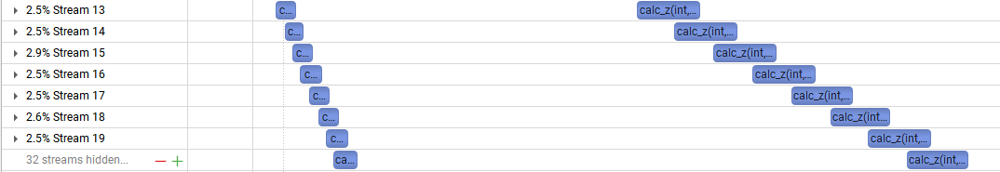 2.5% Stream 13 c... calc_z(int,...
2.5% Stream 14 c... calc_z(int,...
2.9% Stream 15 c... calc_z(int,...
2.5% Stream 16 c... calc_z(int,...
2.5% Stream 17 c... calc_z(int,...
2.6% Stream 18 c... calc_z(int...
2.5% Stream 19 c... calc_z(int,...
32 streams hidden... − + ca... calc_z(int,...